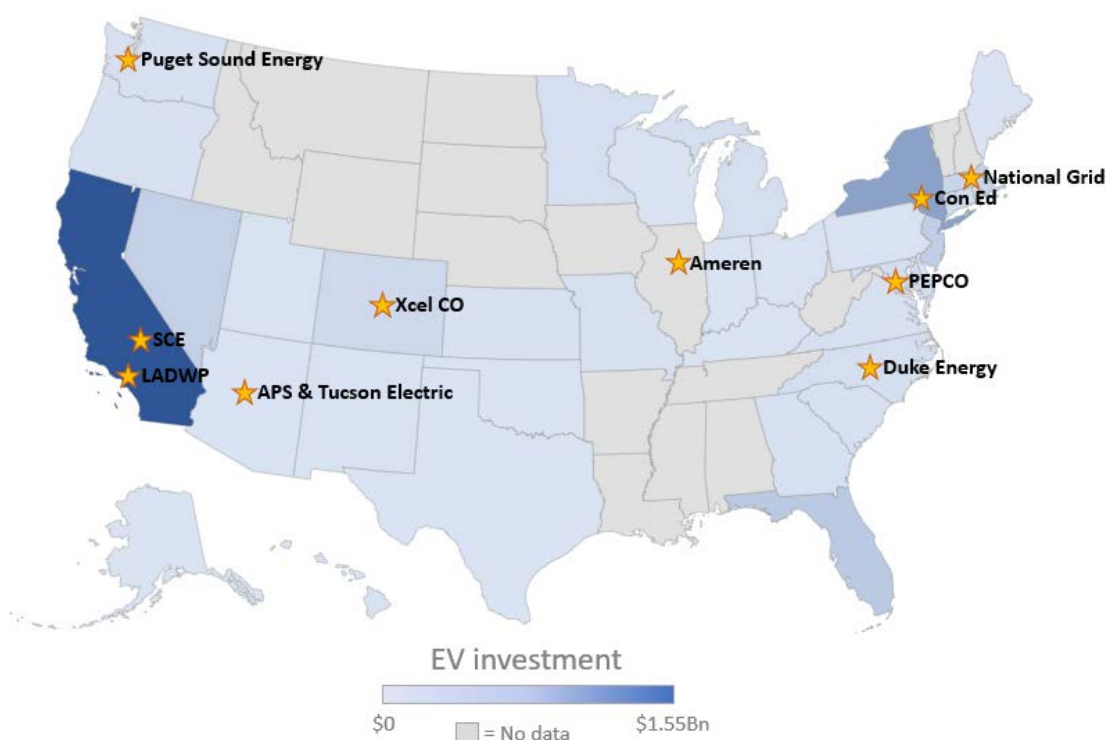 Puget Sound Energy
National Grid
Con Ed
Ameren
PEPCO
Xcel CO
SCE
Duke Energy
LADWP
APS & Tucson Electric
EV investment
$0
$1.55Bn
= No data